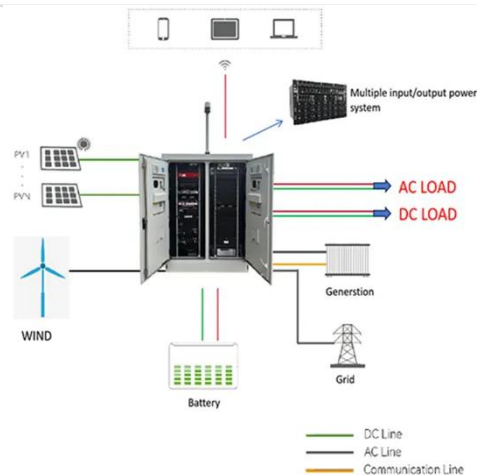 Multiple input/output power
system
PV1
PVN
AC LOAD
DC LOAD
WIND
Generstion
Battery
Grid
DC Line
AC Line
Communication Line